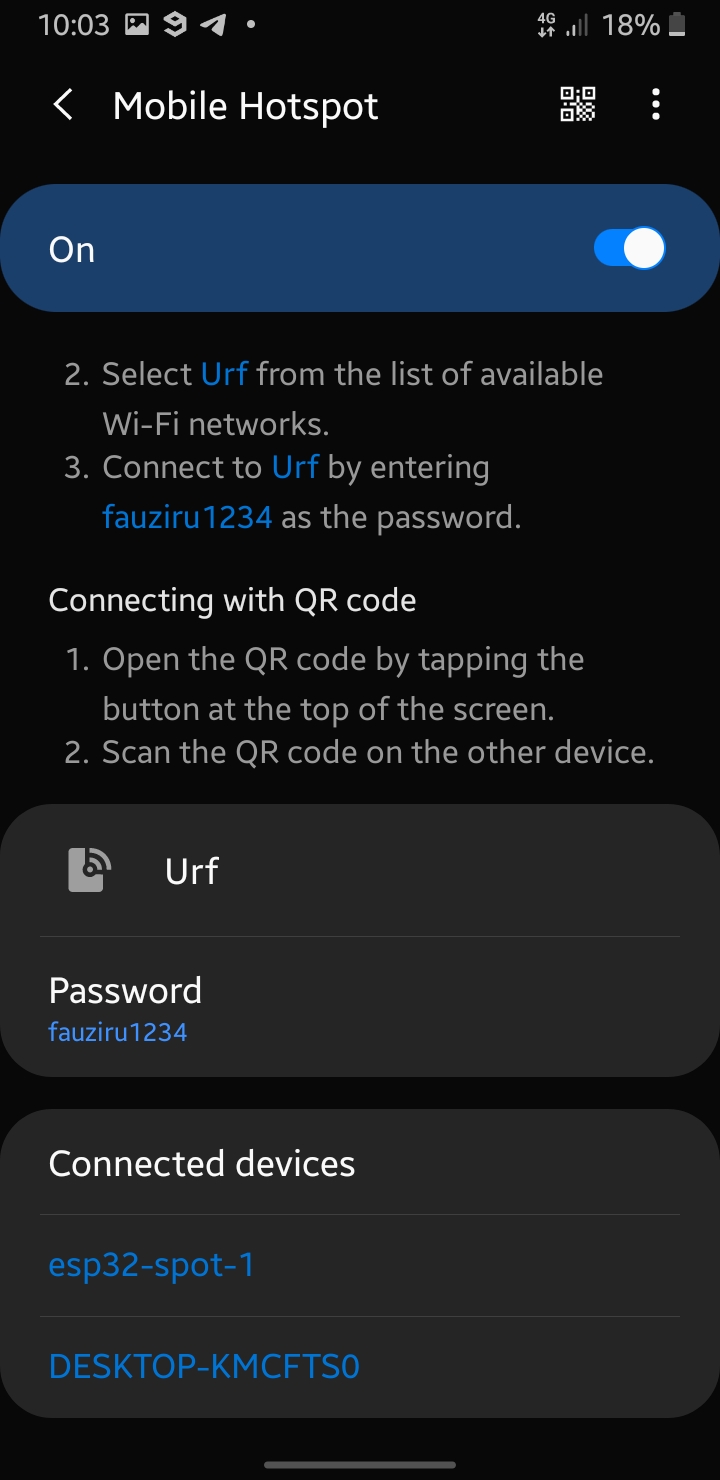 10:03 4G 18%
Mobile Hotspot
On
2. Select Urf from the list of available
Wi-Fi networks.
3. Connect to Urf by entering
fauziru1234 as the password.
Connecting with QR code
1. Open the QR code by tapping the
button at the top of the screen.
2. Scan the QR code on the other device.
Urf
Password
fauziru1234
Connected devices
esp32-spot-1
DESKTOP-KMCFTS0